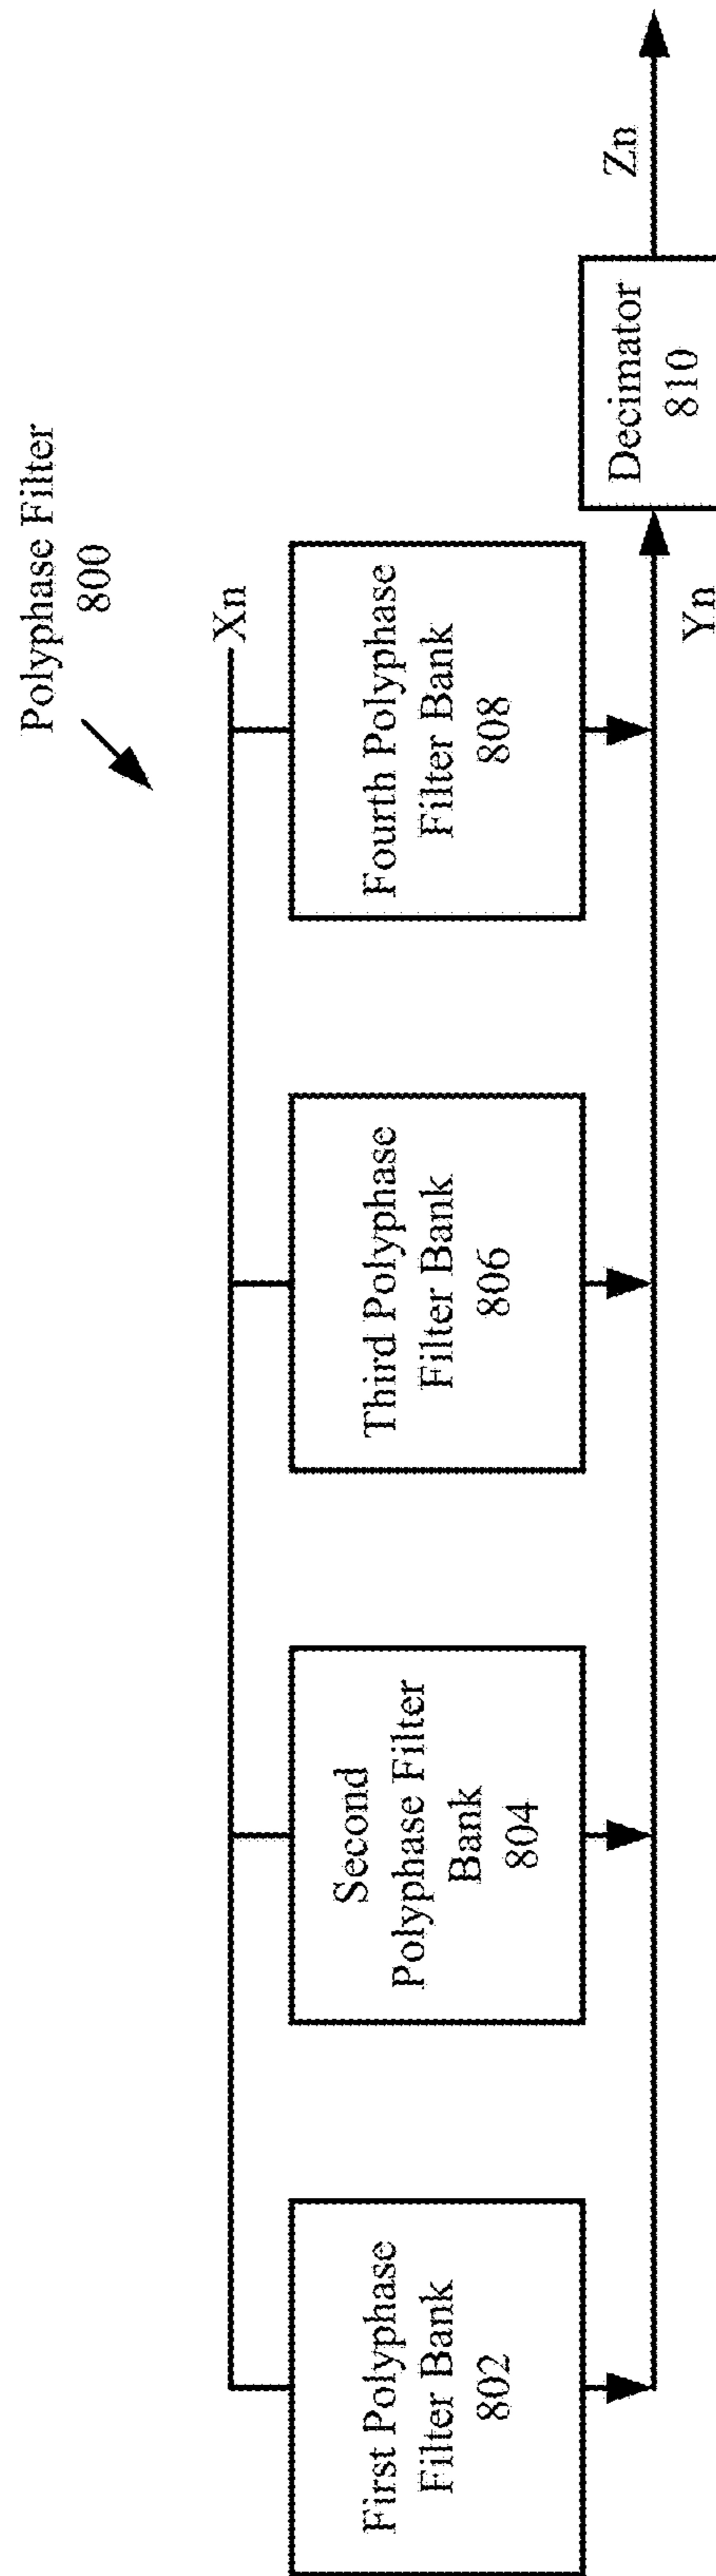 Polyphase Filter
800
Xn
First Polyphase
Filter Bank
802
Second
Polyphase Filter
Bank
804
Third Polyphase
Filter Bank
806
Fourth Polyphase
Filter Bank
808
Yn
Decimator
810
Zn